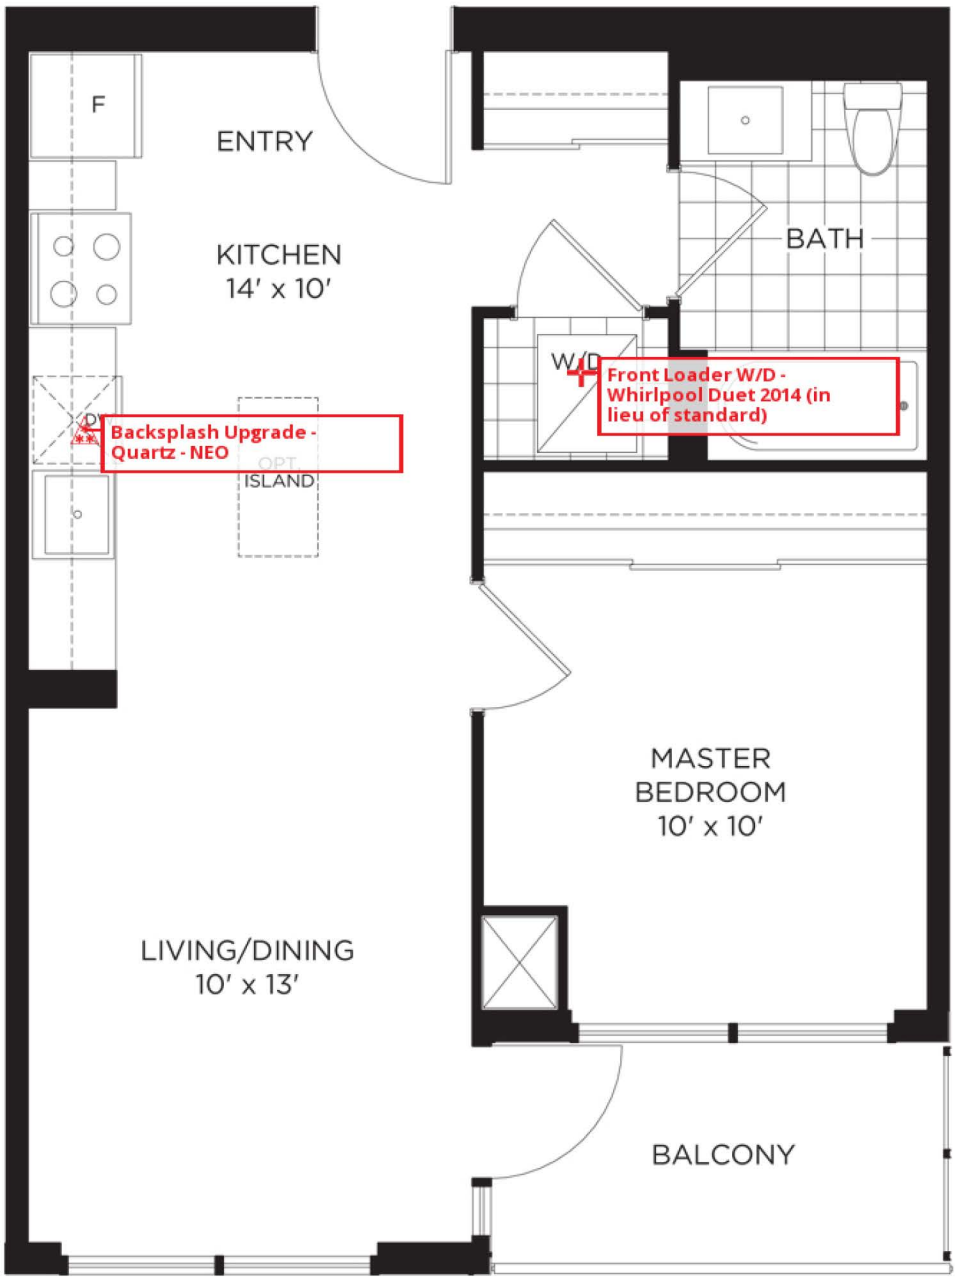 F
ENTRY
KITCHEN
14' x 10'
BATH
W/D
Front Loader W/D -
Whirlpool Duet 2014 (in
lieu of standard)
Backsplash Upgrade -
Quartz - NEO
OPT.
ISLAND
MASTER
BEDROOM
10' x 10'
LIVING/DINING
10' x 13'
BALCONY